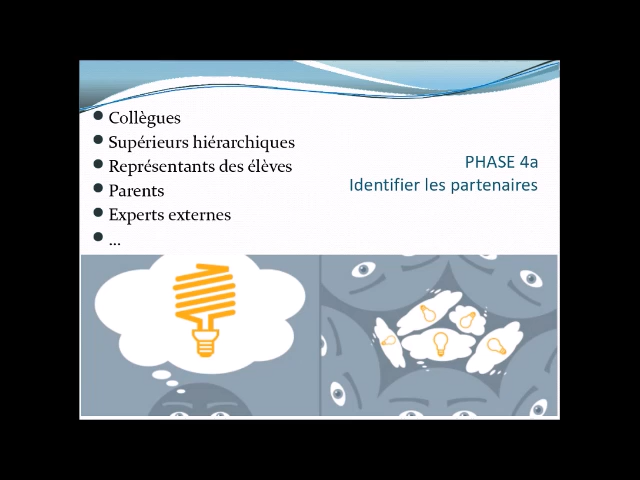 Collègues
Supérieurs hiérarchiques
Représentants des élèves
Parents
Experts externes
...
PHASE 4a
Identifier les partenaires